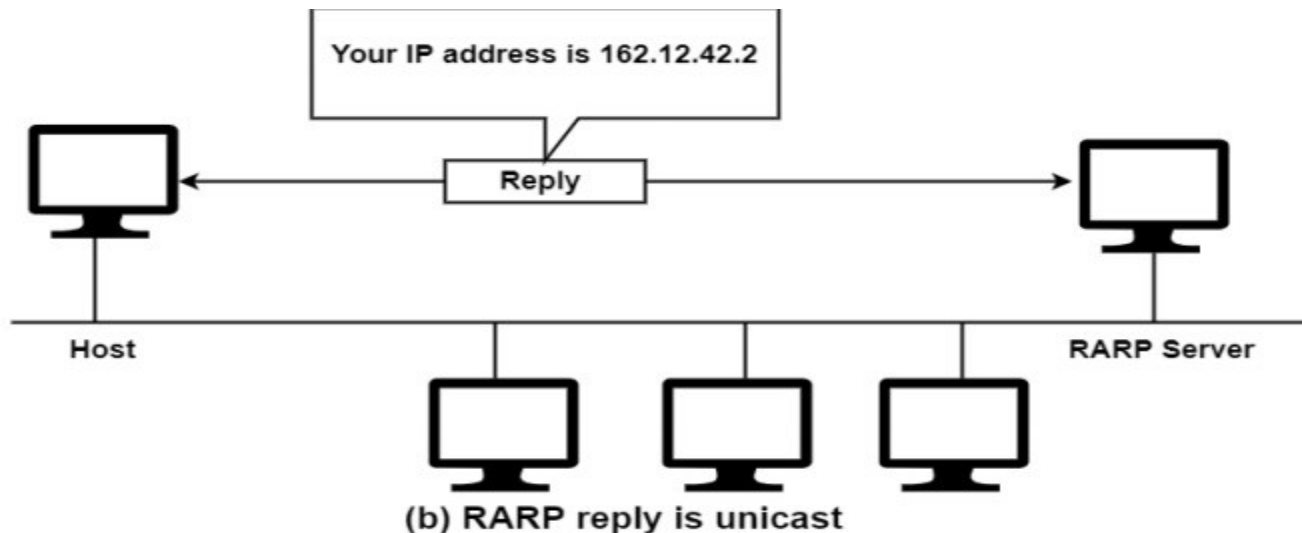 Your IP address is 162.12.42.2
Reply
Host
RARP Server
(b) RARP reply is unicast